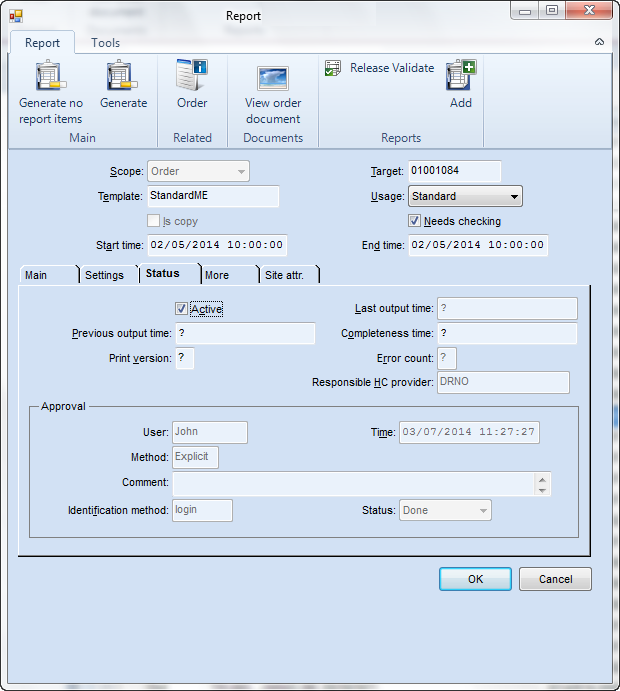 Report
Report Tools
Generate no report items
Generate
Order
View order document
Release Validate
Add
Main
Related
Documents
Reports
Scope: Order
Target: 01001084
Template: StandardME
Usage: Standard
Is copy
Needs checking
Start time: 02/05/2014 10:00:00
End time: 02/05/2014 10:00:00
Main Settings Status More Site attr.
Active
Last output time: ?
Previous output time: ?
Completeness time: ?
Print version: ?
Error count: ?
Responsible HC provider: DRNO
Approval
User: John
Time: 03/07/2014 11:27:27
Method: Explicit
Comment:
Identification method: login
Status: Done
OK Cancel